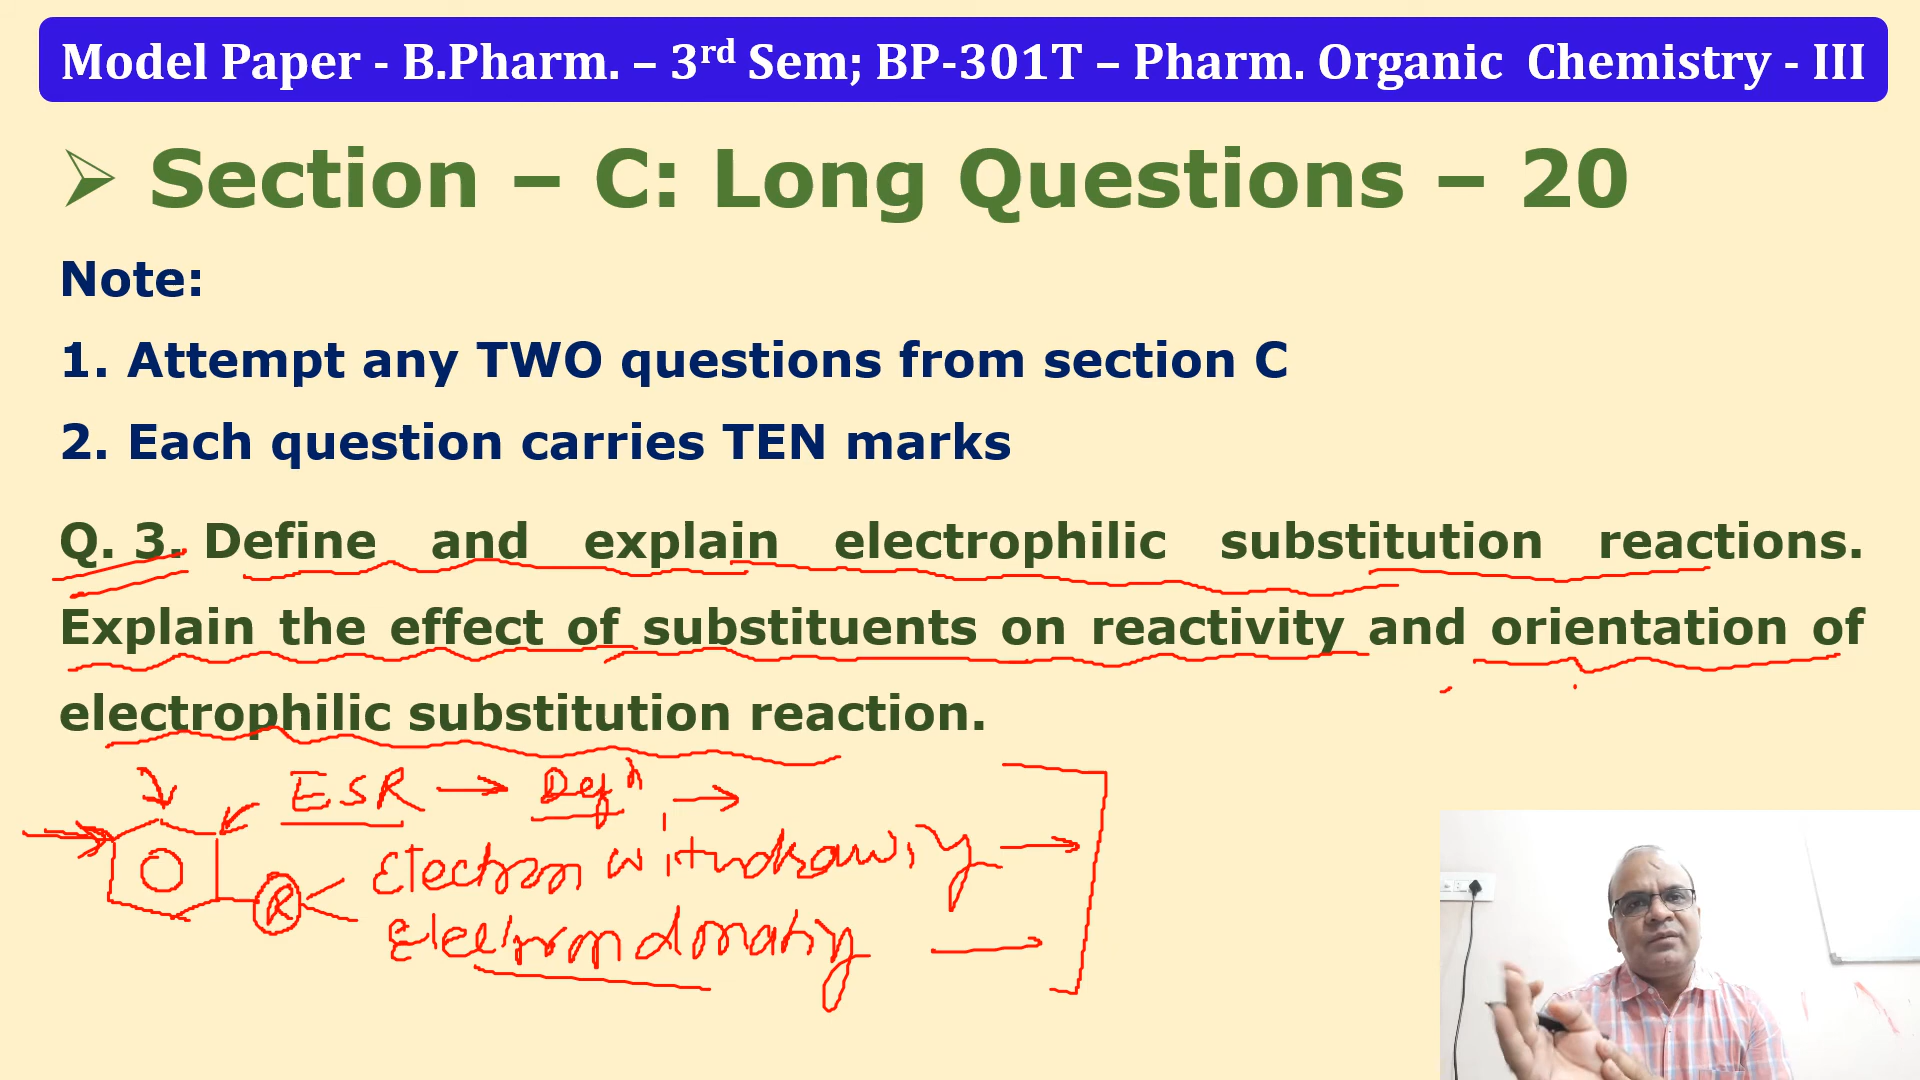 Model Paper - B.Pharm. – 3rd Sem; BP-301T – Pharm. Organic Chemistry - III
➢ Section – C: Long Questions – 20
Note:
1. Attempt any TWO questions from section C
2. Each question carries TEN marks
Q. 3. Define and explain electrophilic substitution reactions.
Explain the effect of substituents on reactivity and orientation of
electrophilic substitution reaction.
ESR → Defn →
Electron withdrawing →
R
Electron donating →